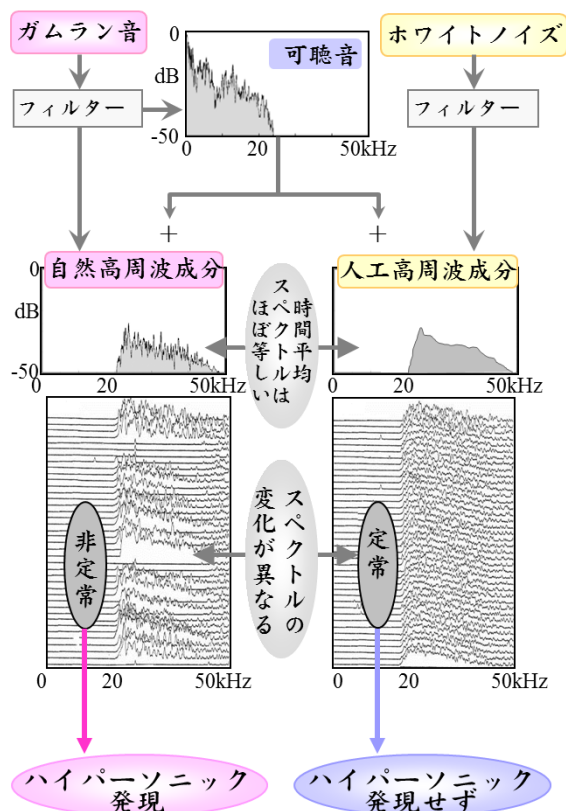 ガムラン音
可聴音
ホワイトノイズ
フィルター
フィルター
0
dB
-50
0
20
50kHz
+
+
自然高周波成分
人工高周波成分
時間平均
スペクトルは
ほぼ等しい
0
dB
-50
0
20
50kHz
0
20
50kHz
スペクトルの
変化が異なる
非定常
定常
0
20
50kHz
0
20
50kHz
ハイパーソニック
発現
ハイパーソニック
発現せず